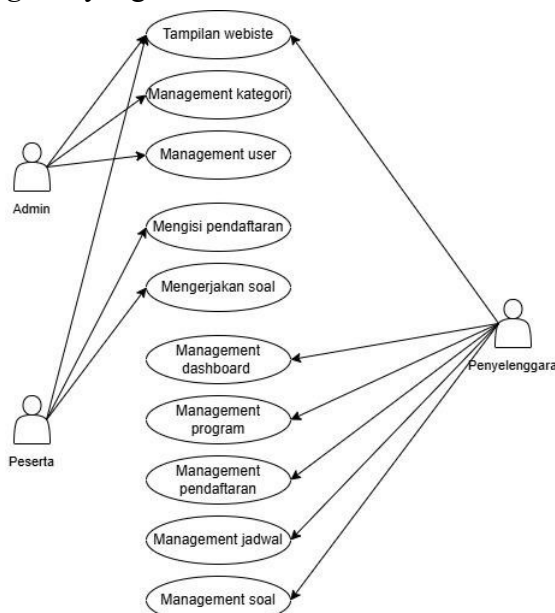 Tampilan webiste
Management kategori
Management user
Admin
Mengisi pendaftaran
Mengerjakan soal
Management
dashboard
Penyelenggara
Management
program
Peserta
Management
pendaftaran
Management jadwal
Management soal